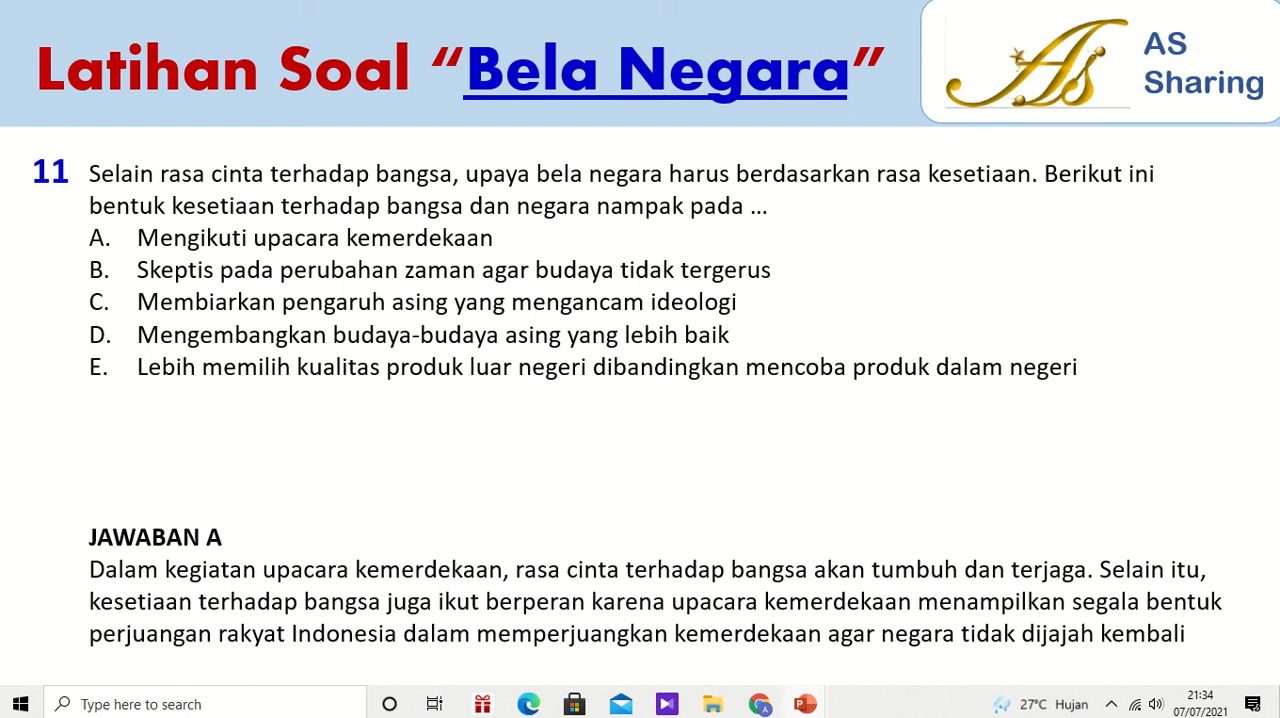 Latihan Soal “Bela Negara”
As
AS
Sharing
11 Selain rasa cinta terhadap bangsa, upaya bela negara harus berdasarkan rasa kesetiaan. Berikut ini
bentuk kesetiaan terhadap bangsa dan negara nampak pada ...
A. Mengikuti upacara kemerdekaan
B. Skeptis pada perubahan zaman agar budaya tidak tergerus
C. Membiarkan pengaruh asing yang mengancam ideologi
D. Mengembangkan budaya-budaya asing yang lebih baik
E. Lebih memilih kualitas produk luar negeri dibandingkan mencoba produk dalam negeri
JAWABAN A
Dalam kegiatan upacara kemerdekaan, rasa cinta terhadap bangsa akan tumbuh dan terjaga. Selain itu,
kesetiaan terhadap bangsa juga ikut berperan karena upacara kemerdekaan menampilkan segala bentuk
perjuangan rakyat Indonesia dalam memperjuangkan kemerdekaan agar negara tidak dijajah kembali
Type here to search
27°C Hujan
21:34
07/07/2021